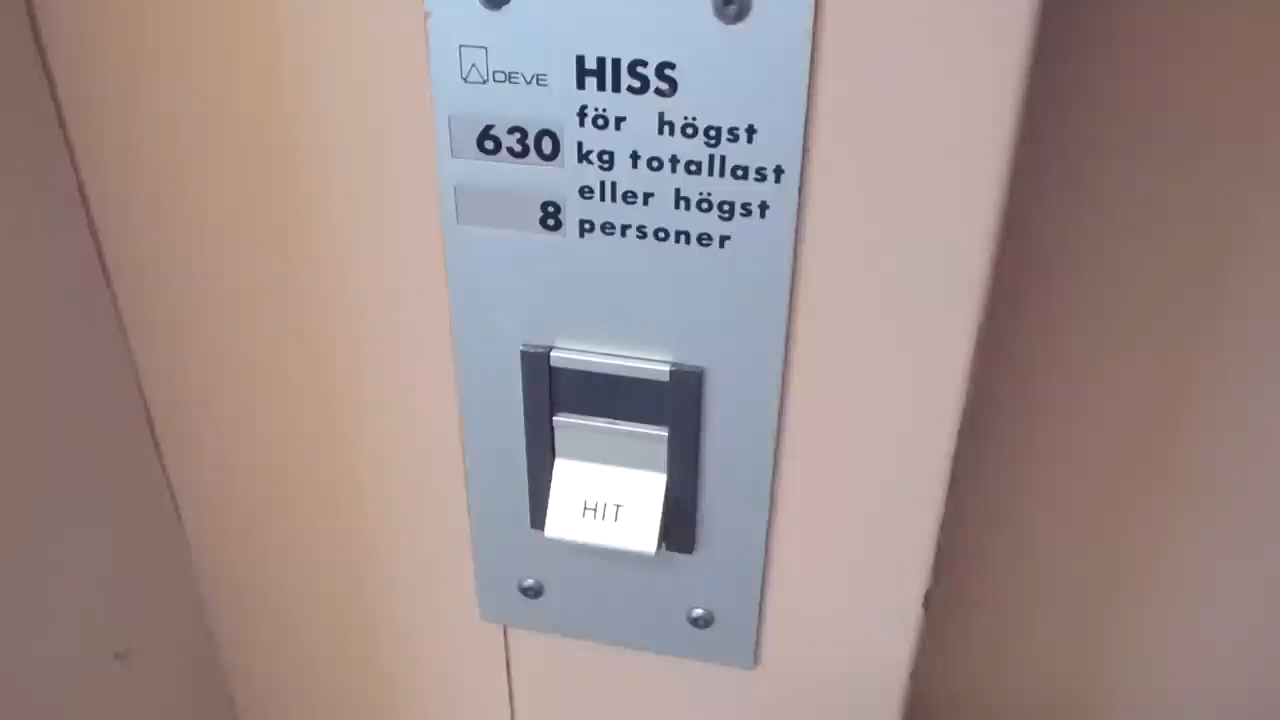 DEVE HISS
för högst
630 kg totallast
eller högst
8 personer
HIT